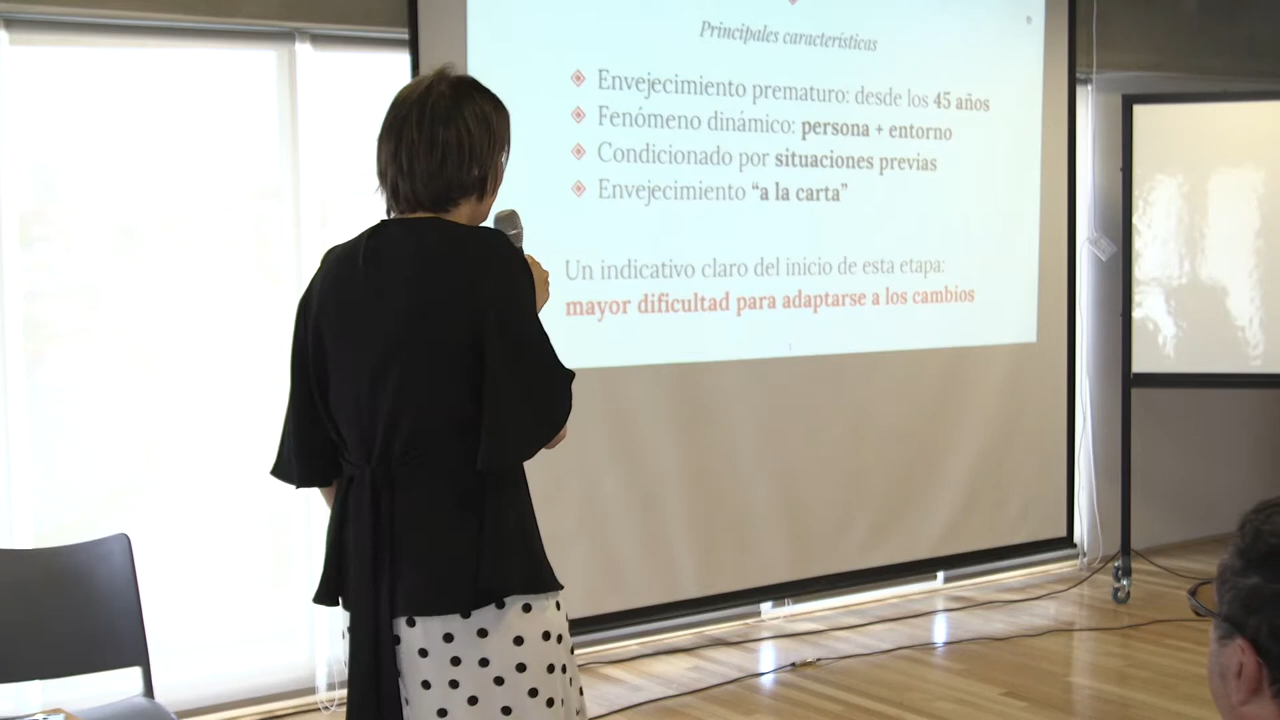 Principales características
Envejecimiento prematuro: desde los 45 años
Fenómeno dinámico: persona + entorno
Condicionado por situaciones previas
Envejecimiento “a la carta”
Un indicativo claro del inicio de esta etapa:
mayor dificultad para adaptarse a los cambios